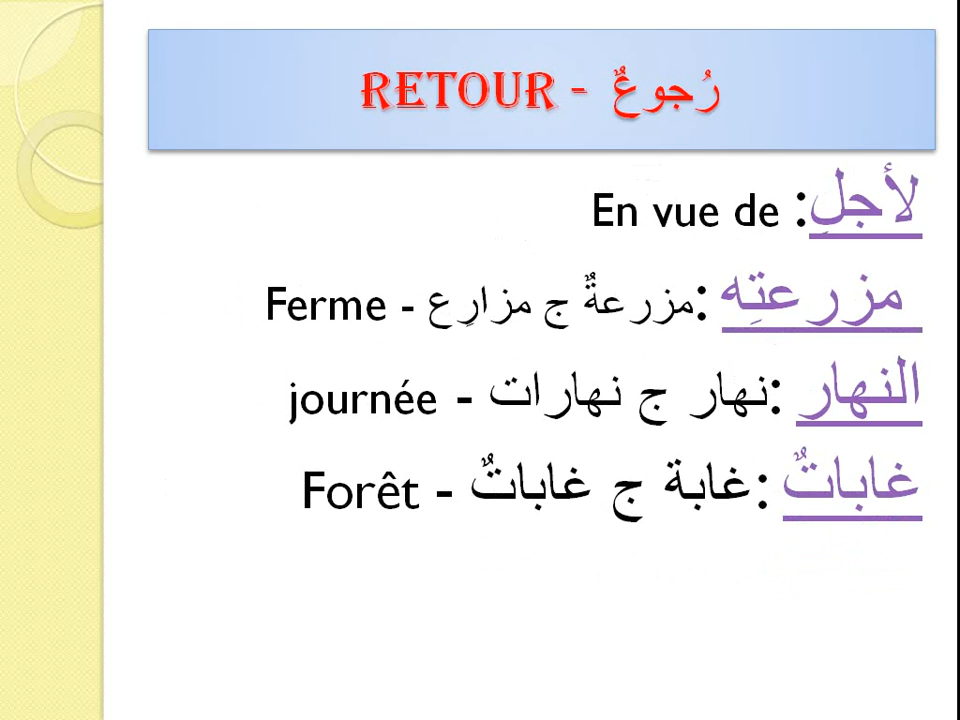 رُجوعٌ - RETOUR
لأجلِ: En vue de
مزرعتِه :مزرعةٌ ج مزارِع - Ferme
النهار :نهار ج نهارات - journée
غاباتٌ :غابة ج غاباتٌ - Forêt